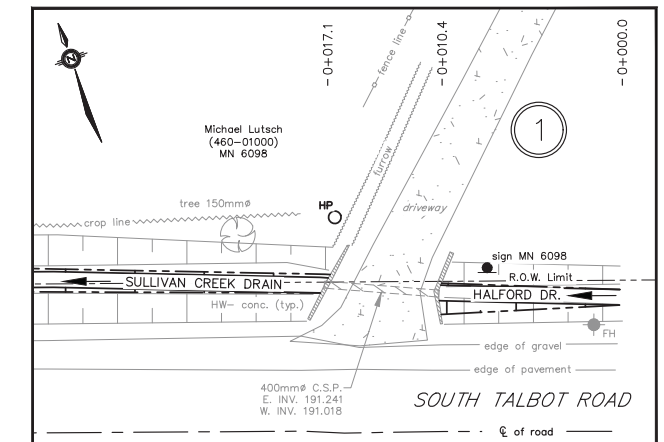 -0+017.1
-0+010.4
-0+000.0
N
fence line
1
Michael Lutsch
(460-01000)
MN 6098
furrow
tree 150mmø
HP
driveway
crop line
sign MN 6098
R.O.W. Limit
SULLIVAN CREEK DRAIN
HALFORD DR.
HW- conc. (typ.)
FH
edge of gravel
edge of pavement
400mmø C.S.P.
E. INV. 191.241
W. INV. 191.018
SOUTH TALBOT ROAD
℄ of road